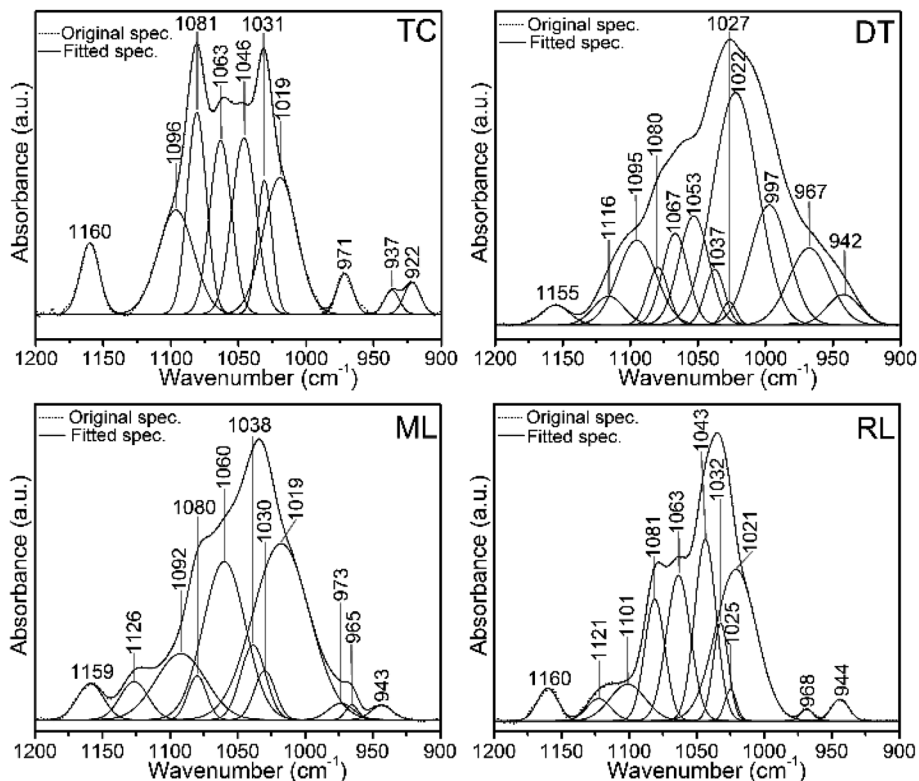 Original spec.
Fitted spec.
TC
1160
1096
1081
1063
1046
1031
1019
971
937
922
Absorbance (a.u.)
1200 1150 1100 1050 1000 950 900
Wavenumber (cm-1)
Original spec.
Fitted spec.
DT
1155
1116
1095
1080
1067
1053
1037
1027
1022
997
967
942
Absorbance (a.u.)
1200 1150 1100 1050 1000 950 900
Wavenumber (cm-1)
Original spec.
Fitted spec.
ML
1159
1126
1092
1080
1060
1038
1030
1019
973
965
943
Absorbance (a.u.)
1200 1150 1100 1050 1000 950 900
Wavenumber (cm-1)
Original spec.
Fitted spec.
RL
1160
1121
1101
1081
1063
1043
1032
1025
1021
968
944
Absorbance (a.u.)
1200 1150 1100 1050 1000 950 900
Wavenumber (cm-1)